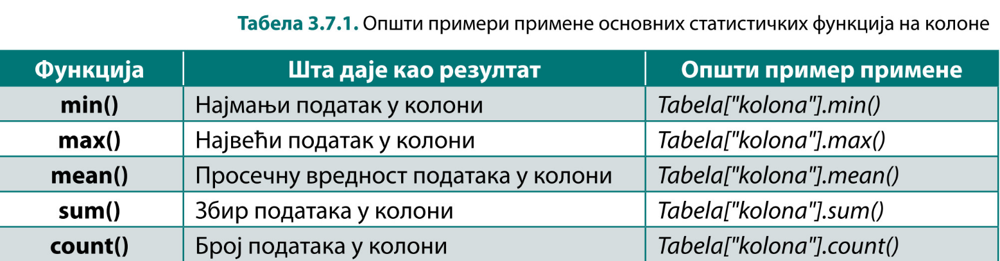 Табела 3.7.1. Општи примери примене основних статистичких функција на колоне
Функција Шта даје као резултат Општи пример примене
min() Најмањи податак у колони Tabela["kolona"].min()
max() Највећи податак у колони Tabela["kolona"].max()
mean() Просечну вредност података у колони Tabela["kolona"].mean()
sum() Збир података у колони Tabela["kolona"].sum()
count() Број података у колони Tabela["kolona"].count()